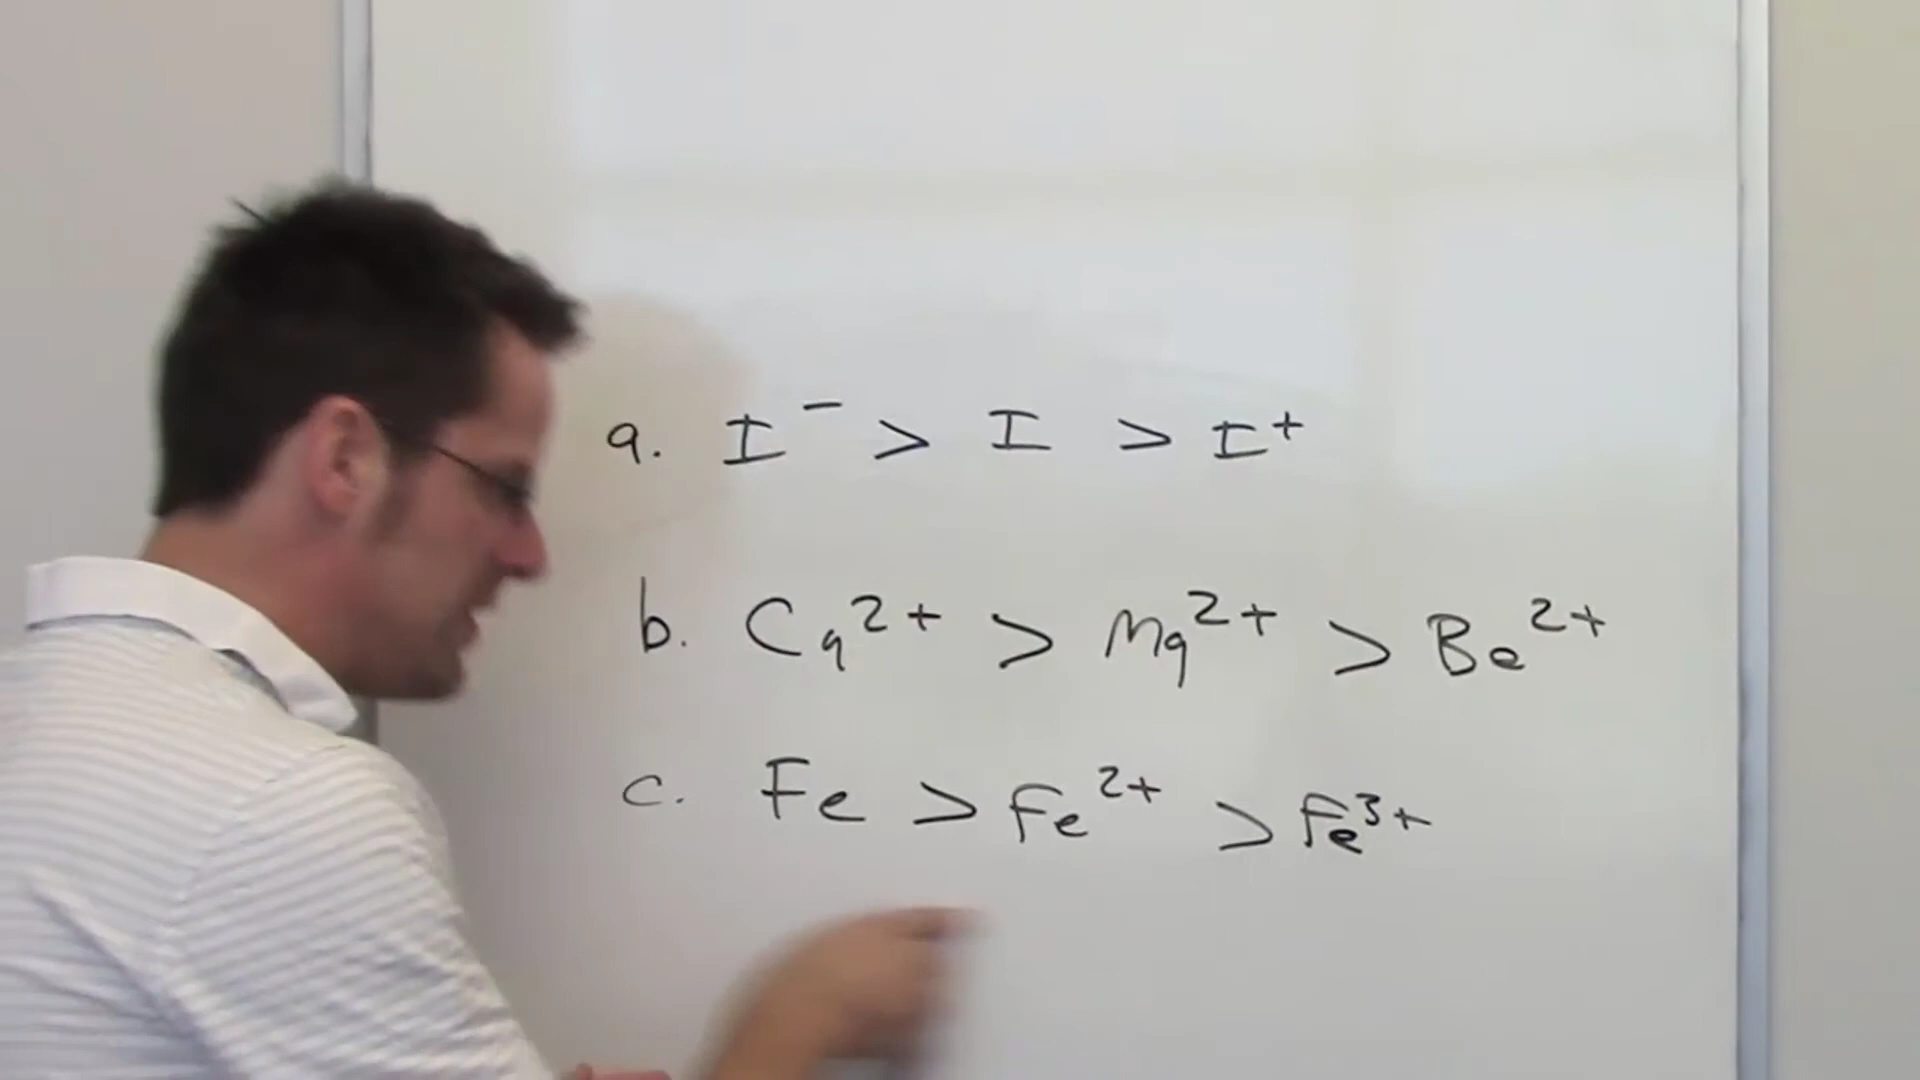 a. I⁻ > I > I⁺
b. Ca²⁺ > Mg²⁺ > Be²⁺
c. Fe > Fe²⁺ > Fe³⁺